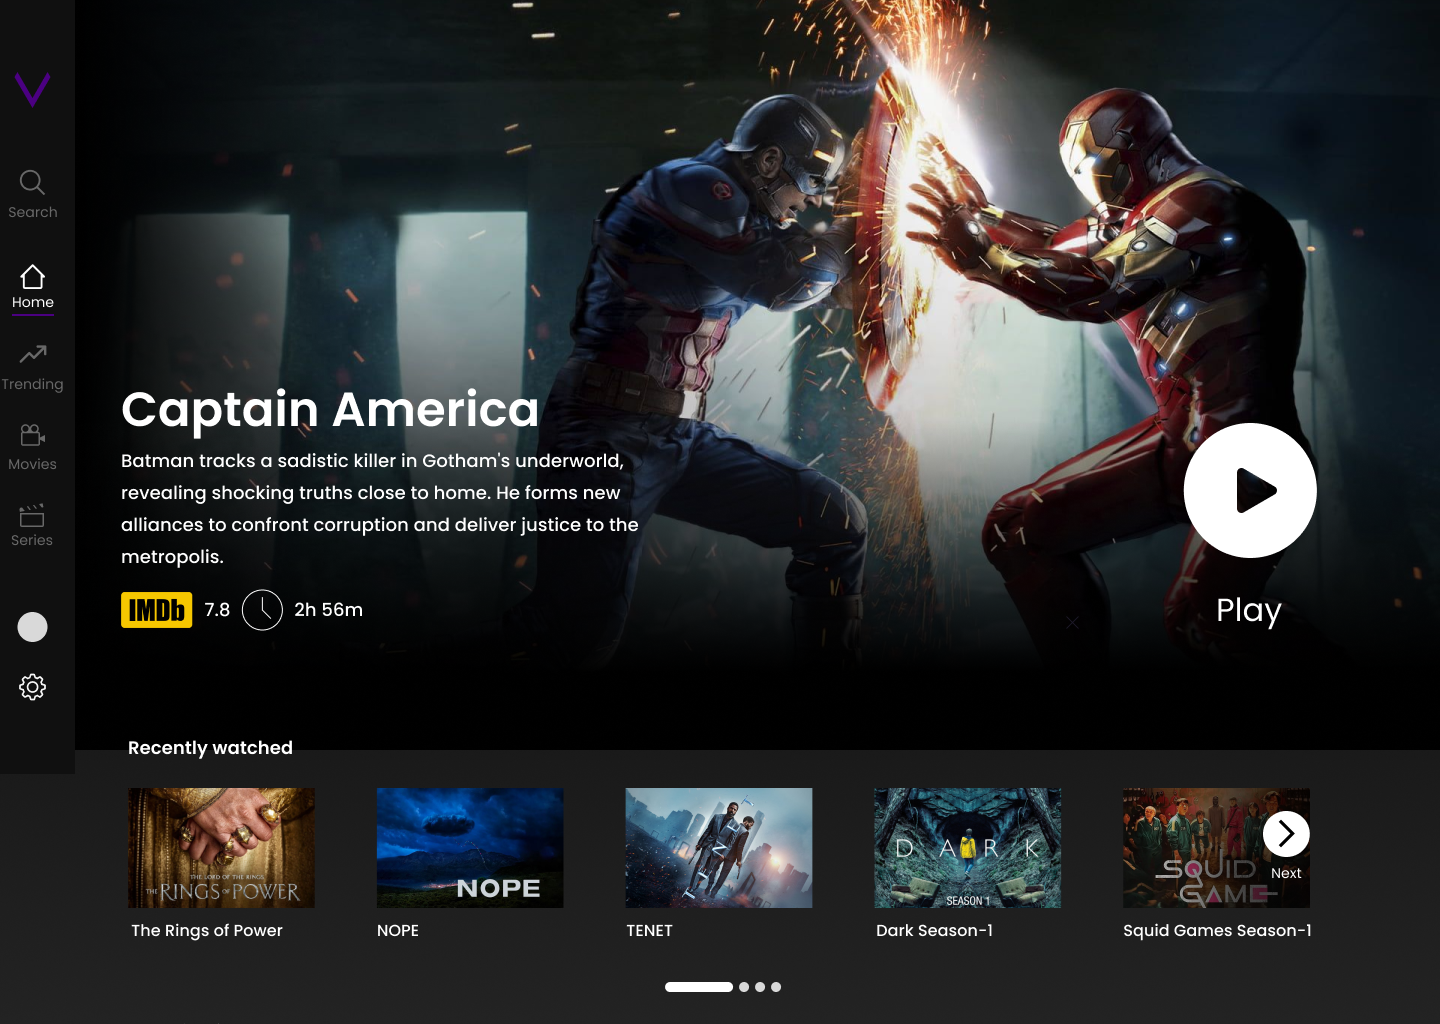 Search
Home
Trending
Movies
Series
Captain America
Batman tracks a sadistic killer in Gotham's underworld,
revealing shocking truths close to home. He forms new
alliances to confront corruption and deliver justice to the
metropolis.
IMDb 7.8 2h 56m
Play
Recently watched
THE LORD OF THE RINGS
THE RINGS OF POWER
NOPE
TENET
DARK
SEASON 1
SQUID
GAME
Next
The Rings of Power
NOPE
TENET
Dark Season-1
Squid Games Season-1